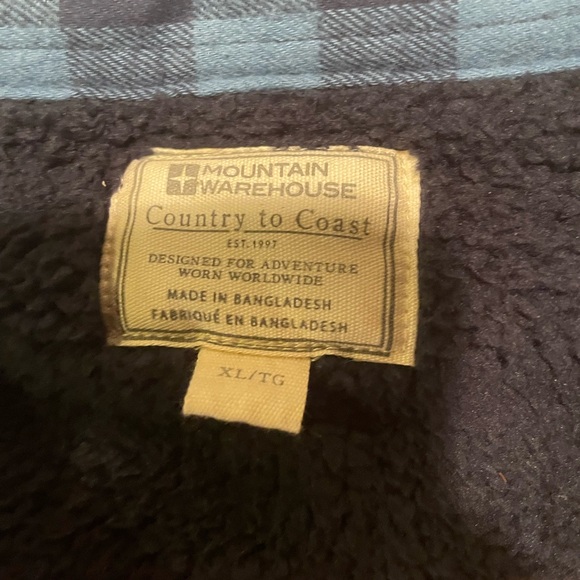 MOUNTAIN
WAREHOUSE
Country to Coast
EST. 1997
DESIGNED FOR ADVENTURE
WORN WORLDWIDE
MADE IN BANGLADESH
FABRIQUÉ EN BANGLADESH
XL/TG